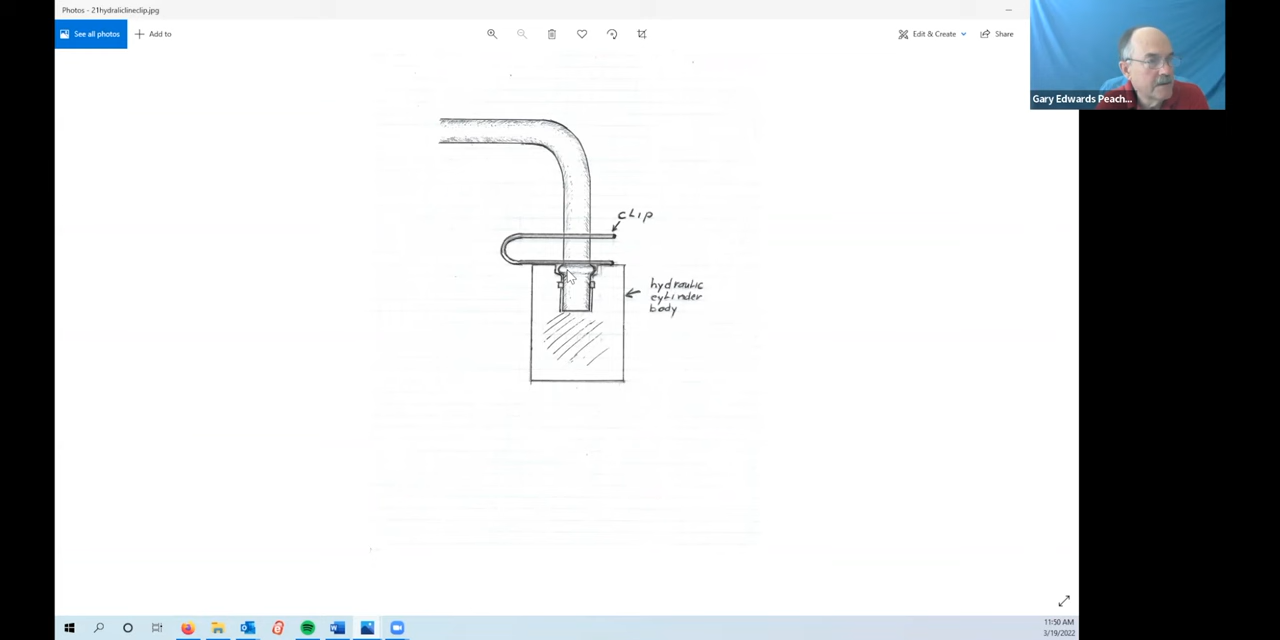 Photos - 21hydraliclineclip.jpg
See all photos
Add to
Edit & Create
Share
Gary Edwards Peach...
CLIP
hydraulic
cylinder
body
11:50 AM
3/19/2022